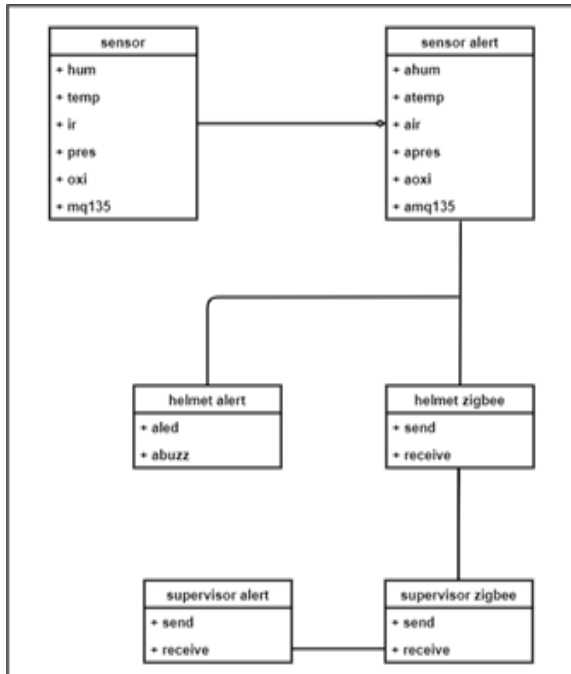 sensor
+ hum
+ temp
+ ir
+ pres
+ oxi
+ mq135
sensor alert
+ ahum
+ atemp
+ air
+ apres
+ aoxi
+ amq135
helmet alert
+ aled
+ abuzz
helmet zigbee
+ send
+ receive
supervisor alert
+ send
+ receive
supervisor zigbee
+ send
+ receive